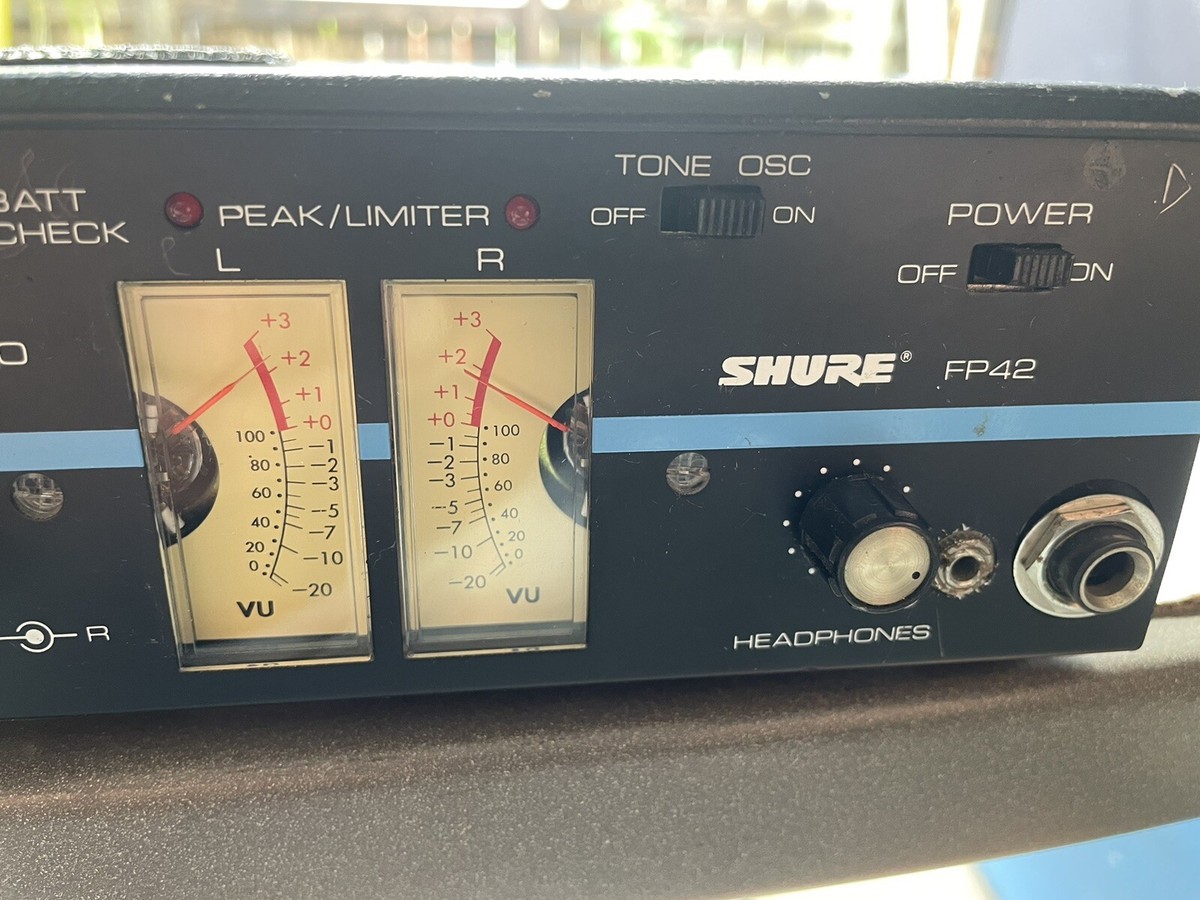 BATT
CHECK
PEAK/LIMITER
L
R
TONE OSC
OFF
ON
POWER
OFF
ON
D
O
SHURE® FP42
+3
+2
+1
+0
100
−1
80
−2
−3
60
−5
40
−7
20
−10
0
−20
VU
+3
+2
+1
+0
100
−1
80
−2
−3
60
−5
40
−7
20
−10
0
−20
VU
R
HEADPHONES